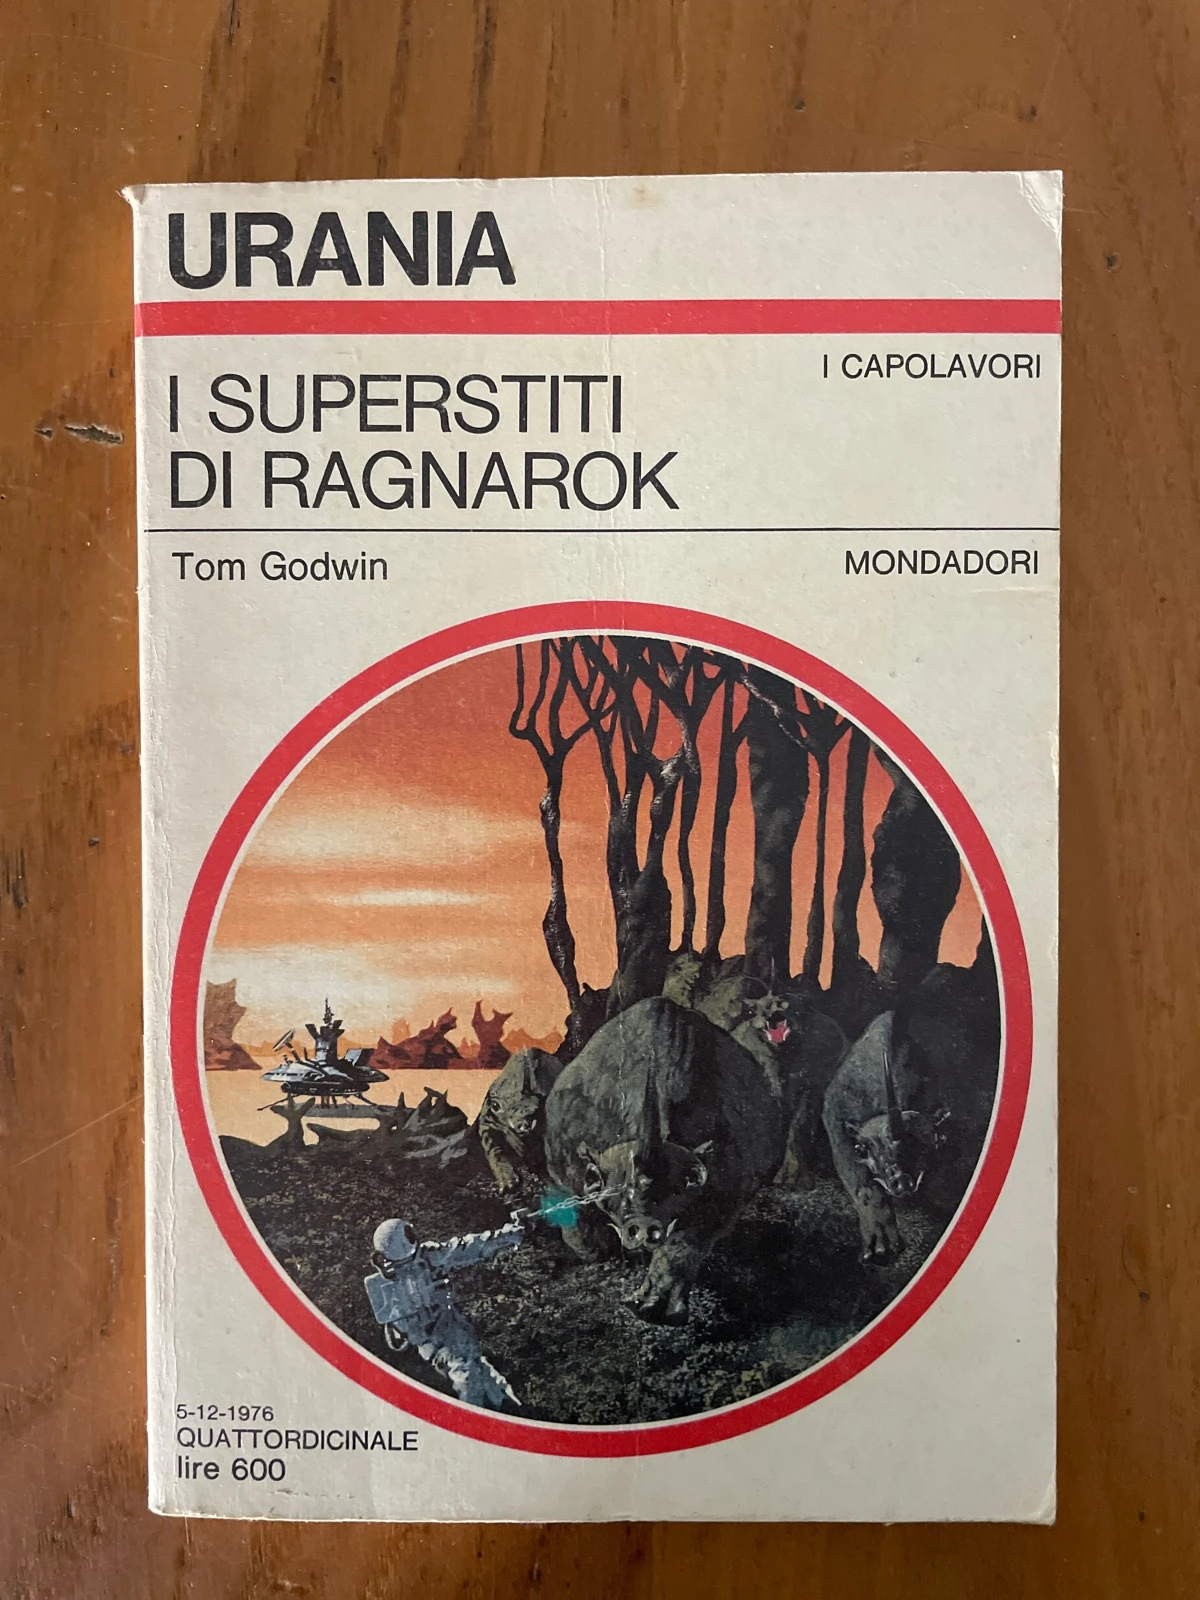 URANIA
I CAPOLAVORI
I SUPERSTITI
DI RAGNAROK
Tom Godwin
MONDADORI
5-12-1976
QUATTORDICINALE
lire 600